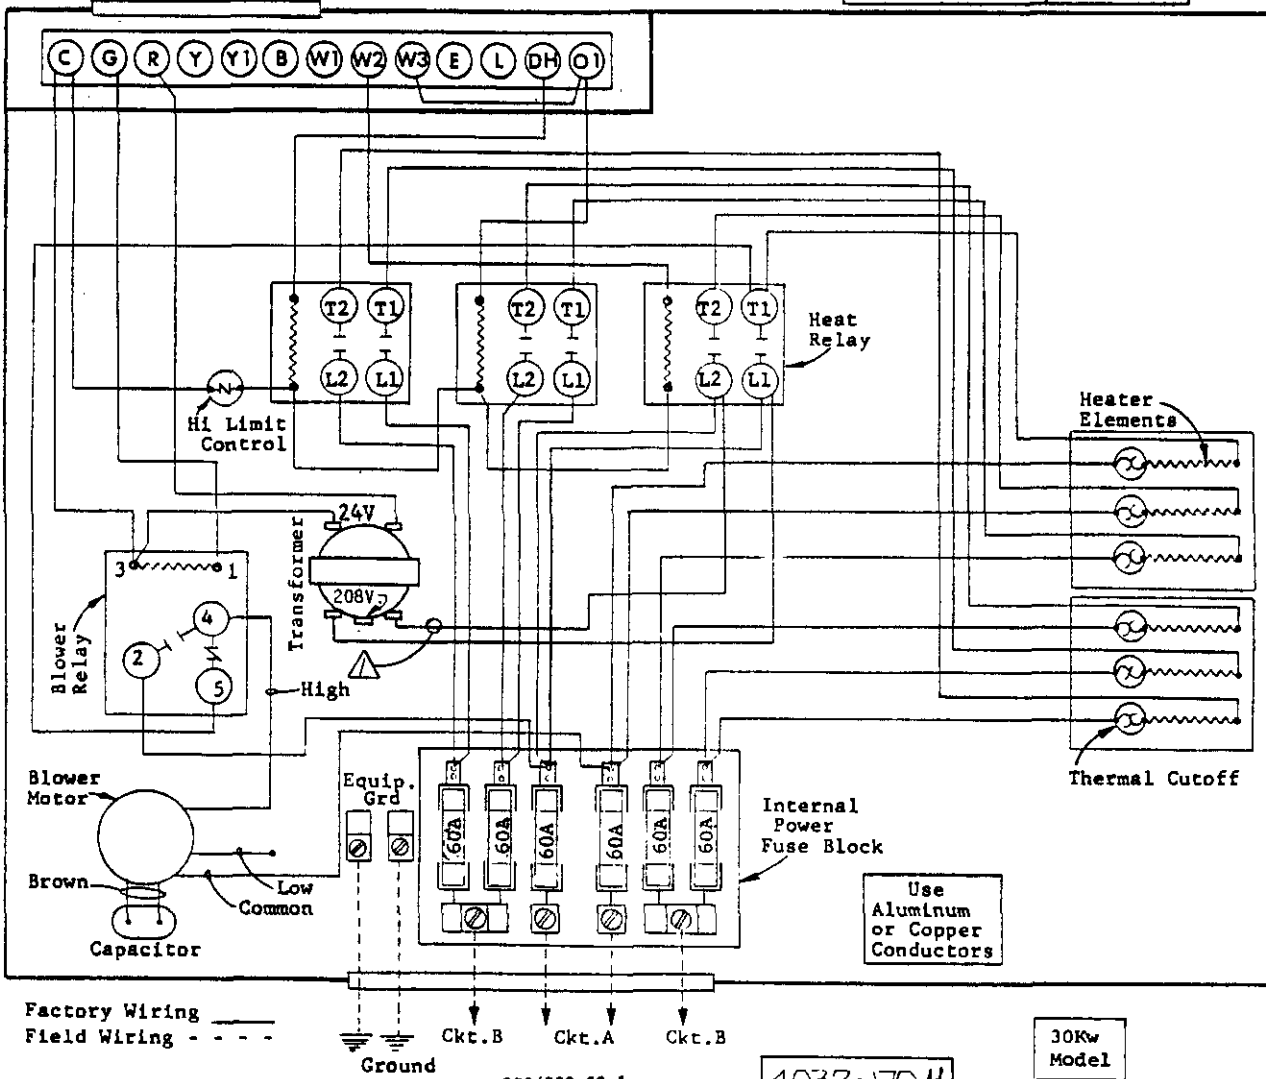 C G R Y Y1 B W1 W2 W3 E L DH O1
T2 T1 T2 T1 T2 T1
L2 L1 L2 L1 L2 L1
Heat
Relay
Hi Limit
Control
Heater
Elements
24V
Transformer
208V
3 1
4
2
5
Blower
Relay
High
Thermal Cutoff
Blower
Motor
Equip.
Grd
60A 60A 60A 60A 60A 60A
Internal
Power
Fuse Block
Brown
Low
Common
Capacitor
Use
Aluminum
or Copper
Conductors
Factory Wiring
Field Wiring - - - -
Ground
Ckt.B Ckt.A Ckt.B
30Kw
Model